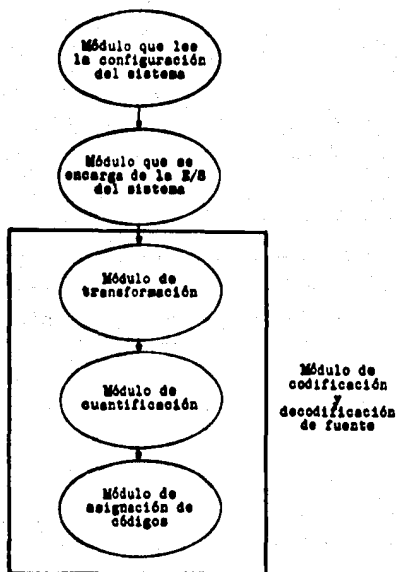 Módulo que lee
la configuración
del sistema
Módulo que se
encarga de la E/S
del sistema
Módulo de
transformación
Módulo de
cuantificación
Módulo de
asignación de
códigos
Módulo de
codificación
y
decodificación
de fuente